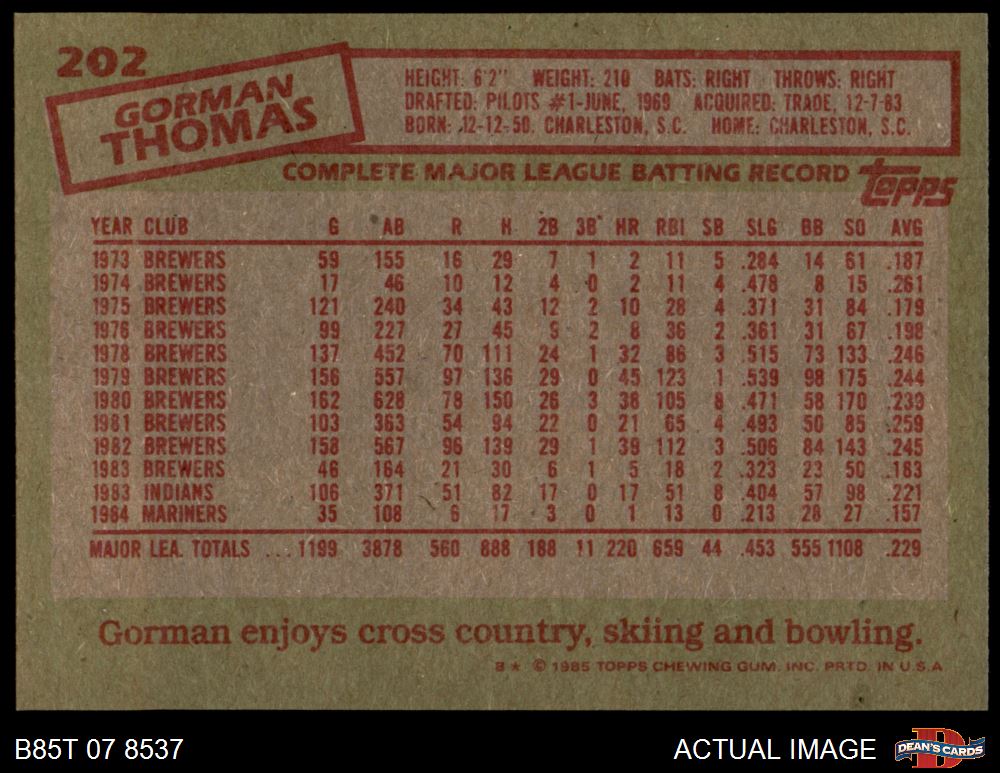 202
GORMAN
THOMAS
HEIGHT: 6'2" WEIGHT: 210 BATS: RIGHT THROWS: RIGHT
DRAFTED: PILOTS #1-JUNE, 1969 ACQUIRED: TRADE, 12-7-83
BORN: 12-12-50, CHARLESTON, S.C. HOME: CHARLESTON, S.C.
COMPLETE MAJOR LEAGUE BATTING RECORD
Topps
YEAR CLUB G AB R H 2B 3B HR RBI SB SLG BB SO AVG
1973 BREWERS 59 155 16 29 7 1 2 11 5 .284 14 61 .187
1974 BREWERS 17 46 10 12 4 0 2 11 4 .478 8 15 .261
1975 BREWERS 121 240 34 43 12 2 10 28 4 .371 31 84 .179
1976 BREWERS 99 227 27 45 9 2 8 36 2 .361 31 67 .198
1978 BREWERS 137 452 70 111 24 1 32 86 3 .515 73 133 .246
1979 BREWERS 156 557 97 136 29 0 45 123 1 .539 98 175 .244
1980 BREWERS 162 628 78 150 26 3 38 105 8 .471 58 170 .239
1981 BREWERS 103 363 54 94 22 0 21 65 4 .493 50 85 .259
1982 BREWERS 158 567 96 139 29 1 39 112 3 .506 84 143 .245
1983 BREWERS 46 164 21 30 6 1 5 18 2 .323 23 50 .183
1983 INDIANS 106 371 51 82 17 0 17 51 8 .404 57 98 .221
1984 MARINERS 35 108 6 17 3 0 1 13 0 .213 28 27 .157
MAJOR LEA. TOTALS ... 1199 3878 560 888 188 11 220 659 44 .453 555 1108 .229
Gorman enjoys cross country, skiing and bowling.
B★ © 1985 TOPPS CHEWING GUM, INC. PRTD. IN U.S.A
B85T 07 8537
ACTUAL IMAGE
D
DEAN'S CARDS